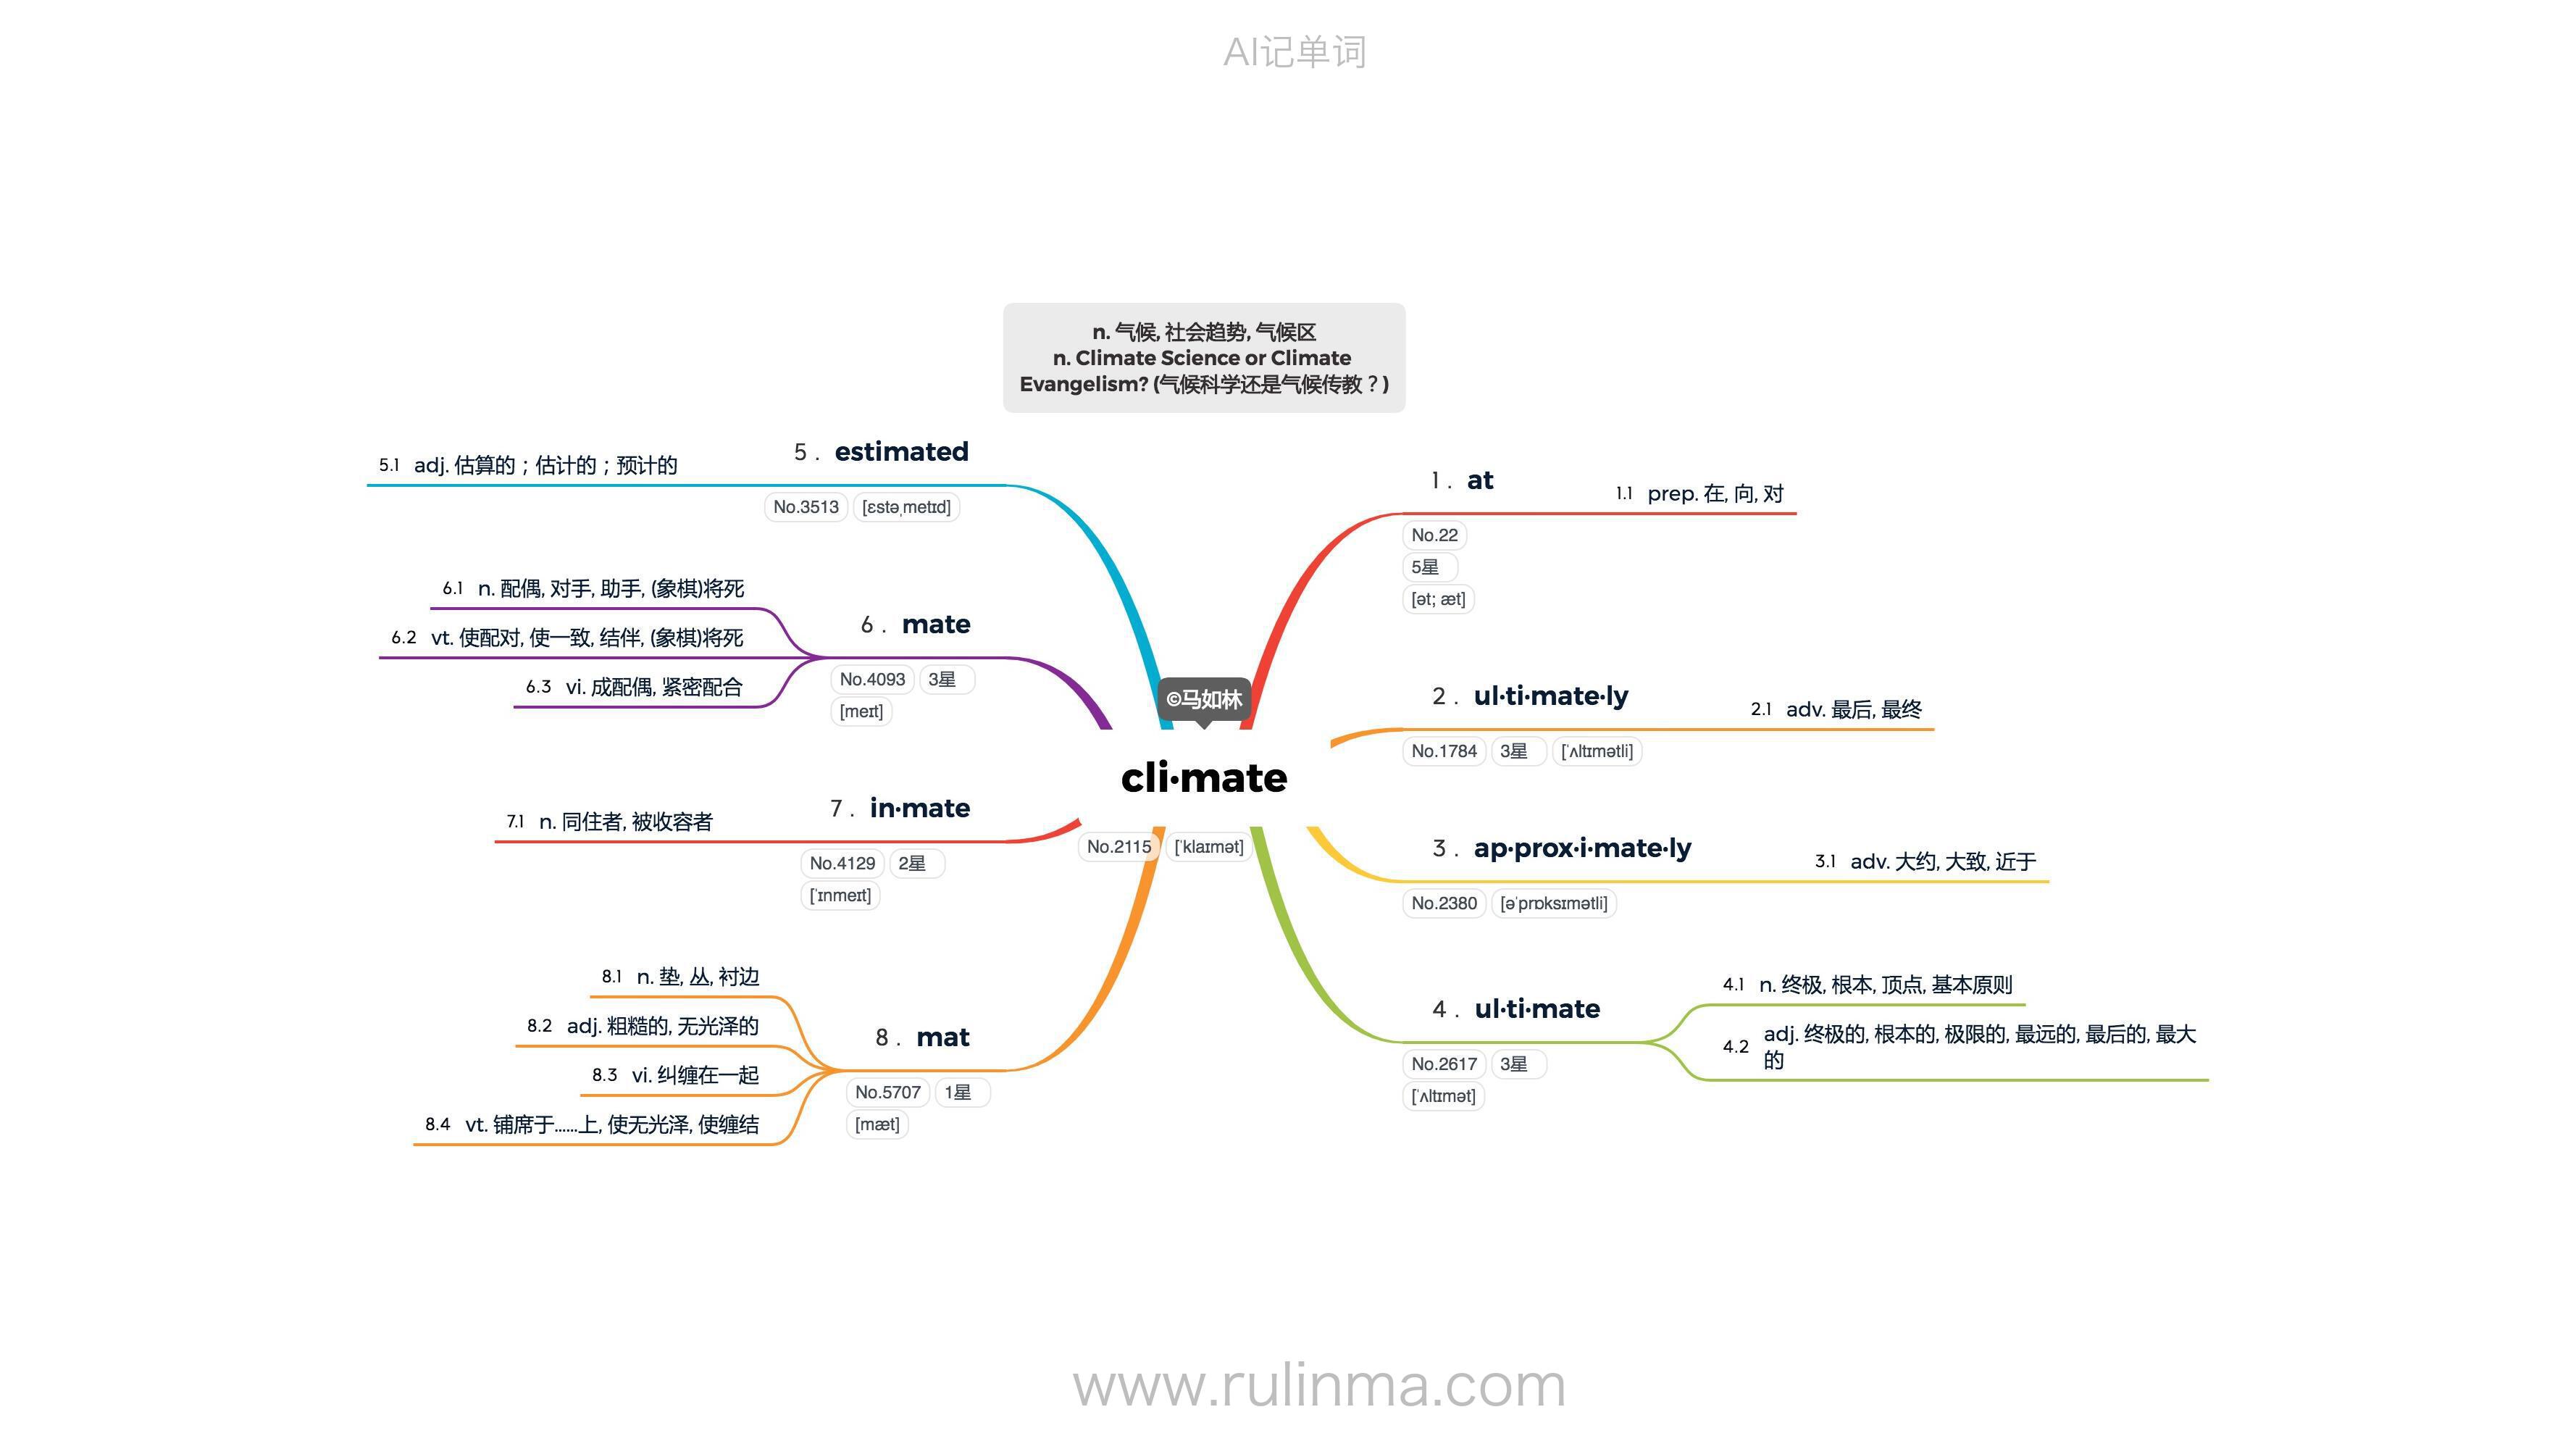 AI记单词
n. 气候, 社会趋势, 气候区
n. Climate Science or Climate
Evangelism? (气候科学还是气候传教？)
©马如林
cli·mate
No.2115 [ˈklaɪmət]
1 . at
No.22
5星
[ət; æt]
1.1 prep. 在, 向, 对
2 . ul·ti·mate·ly
No.1784 3星 [ˈʌltɪmətli]
2.1 adv. 最后, 最终
3 . ap·prox·i·mate·ly
No.2380 [əˈprɒksɪmətli]
3.1 adv. 大约, 大致, 近于
4 . ul·ti·mate
No.2617 3星
[ˈʌltɪmət]
4.1 n. 终极, 根本, 顶点, 基本原则
4.2 adj. 终极的, 根本的, 极限的, 最远的, 最后的, 最大
的
5 . estimated
No.3513 [ɛstəˌmetɪd]
5.1 adj. 估算的；估计的；预计的
6 . mate
No.4093 3星
[meɪt]
6.1 n. 配偶, 对手, 助手, (象棋)将死
6.2 vt. 使配对, 使一致, 结伴, (象棋)将死
6.3 vi. 成配偶, 紧密配合
7 . in·mate
No.4129 2星
[ˈɪnmeɪt]
7.1 n. 同住者, 被收容者
8 . mat
No.5707 1星
[mæt]
8.1 n. 垫, 丛, 衬边
8.2 adj. 粗糙的, 无光泽的
8.3 vi. 纠缠在一起
8.4 vt. 铺席于……上, 使无光泽, 使缠结
www.rulinma.com